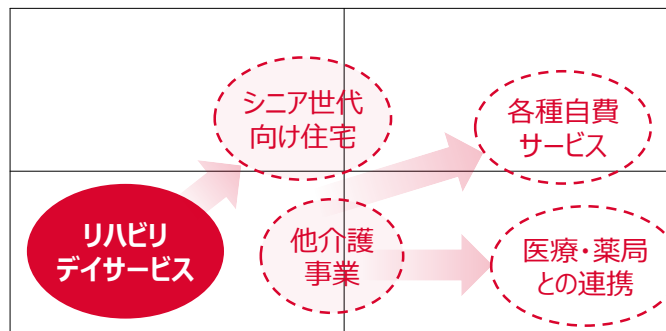 シニア世代
向け住宅
各種自費
サービス
リハビリ
デイサービス
他介護
事業
医療・薬局
との連携